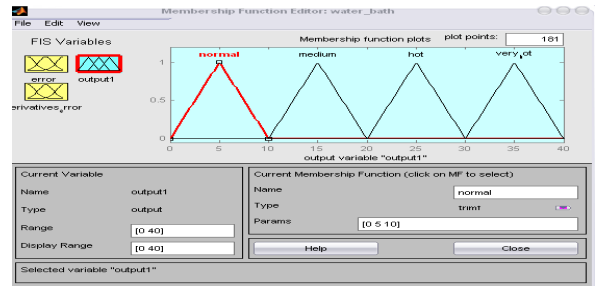 Membership Function Editor: water_bath
File Edit View
FIS Variables
Membership function plots plot points: 181
error output1
erivatives_rror
normal medium hot very_ot
1
0.5
0
0 5 10 15 20 25 30 35 40
output variable "output1"
Current Variable
Name output1
Type output
Range [0 40]
Display Range [0 40]
Current Membership Function (click on MF to select)
Name normal
Type trimf
Params [0 5 10]
Help Close
Selected variable "output1"